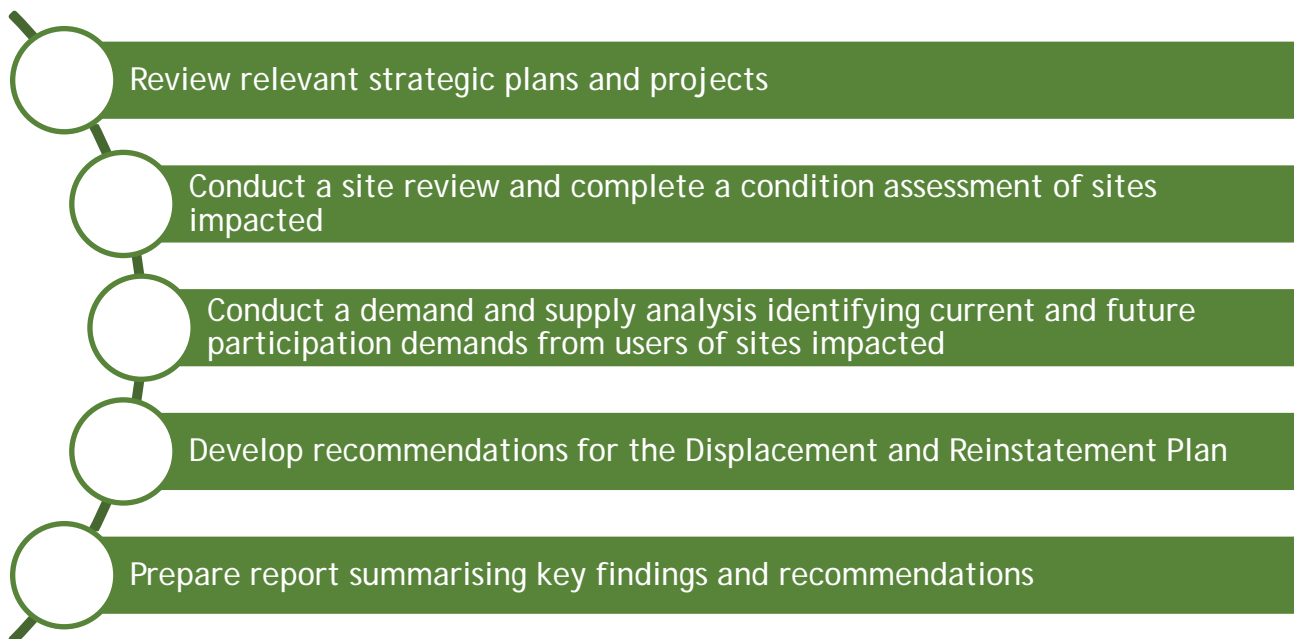 Review relevant strategic plans and projects
Conduct a site review and complete a condition assessment of sites
impacted
Conduct a demand and supply analysis identifying current and future
participation demands from users of sites impacted
Develop recommendations for the Displacement and Reinstatement Plan
Prepare report summarising key findings and recommendations